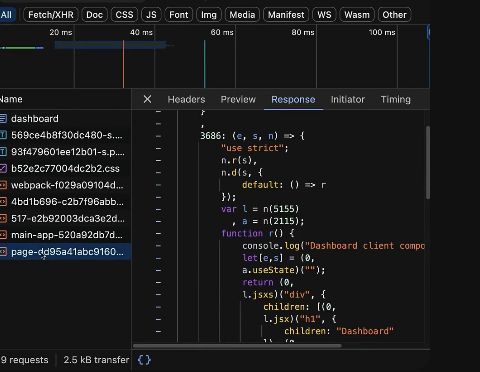 All Fetch/XHR Doc CSS JS Font Img Media Manifest WS Wasm Other
20 ms 40 ms 60 ms 80 ms 100 ms
Name
dashboard
569ce4b8f30dc480-s....
93f479601ee12b01-s.p....
b52e2c77004dc2b2.css
webpack-f029a09104d...
4bd1b696-c2b7f96abb...
517-e2b92003dca3e2d...
main-app-520a92db7d...
page-dd95a41abc9160...
9 requests 2.5 kB transfer
Headers Preview Response Initiator Timing
}
,
3686: (e, s, n) => {
"use strict";
n.r(s),
n.d(s, {
default: () => r
});
var l = n(5155)
, a = n(2115);
function r() {
console.log("Dashboard client compo
let[e,s] = (0,
a.useState)("");
return (0,
l.jsxs)("div", {
children: [(0,
l.jsx)("h1", {
children: "Dashboard"
{}